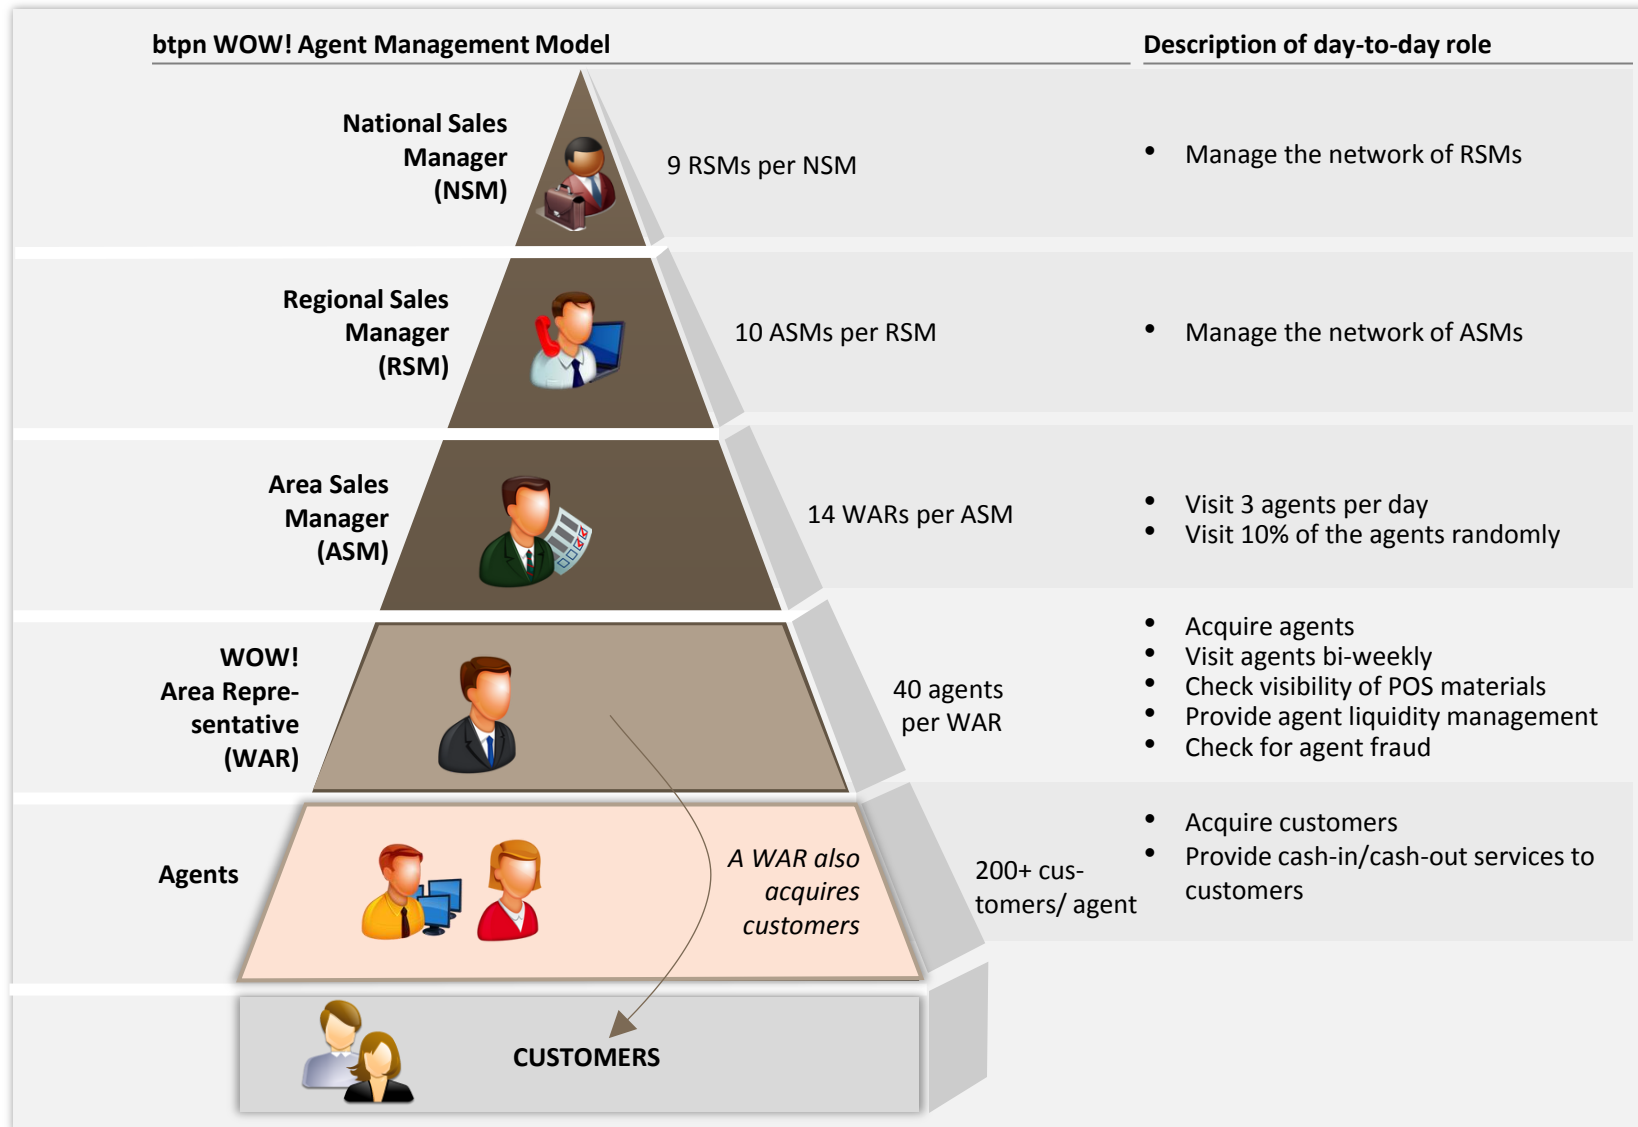 btpn WOW! Agent Management Model
Description of day-to-day role
National Sales
Manager
(NSM)
9 RSMs per NSM
• Manage the network of RSMs
Regional Sales
Manager
(RSM)
10 ASMs per RSM
• Manage the network of ASMs
Area Sales
Manager
(ASM)
14 WARs per ASM
• Visit 3 agents per day
• Visit 10% of the agents randomly
WOW!
Area Repre-
sentative
(WAR)
40 agents
per WAR
• Acquire agents
• Visit agents bi-weekly
• Check visibility of POS materials
• Provide agent liquidity management
• Check for agent fraud
Agents
A WAR also
acquires
customers
200+ cus-
tomers/ agent
• Acquire customers
• Provide cash-in/cash-out services to
customers
CUSTOMERS